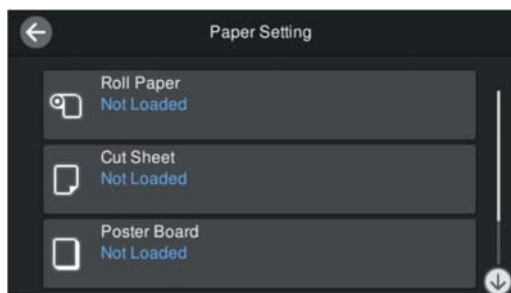 Paper Setting
Roll Paper
Not Loaded
Cut Sheet
Not Loaded
Poster Board
Not Loaded